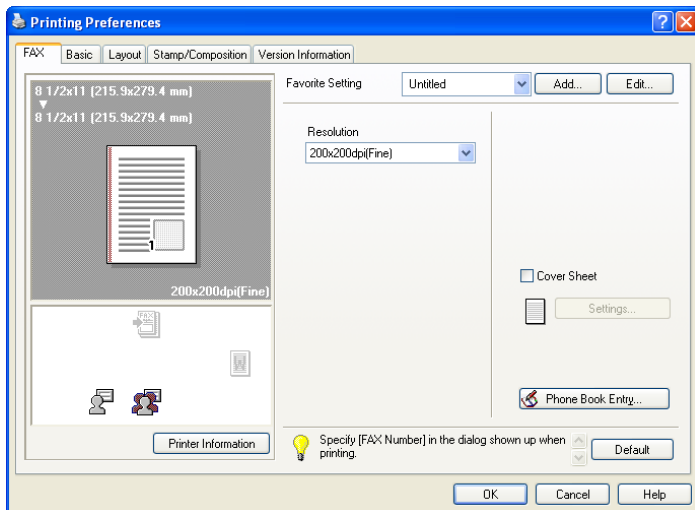 Printing Preferences
FAX Basic Layout Stamp/Composition Version Information
8 1/2x11 (215.9x279.4 mm)
8 1/2x11 (215.9x279.4 mm)
1
200x200dpi(Fine)
FAX
Printer Information
Favorite Setting Untitled Add... Edit...
Resolution
200x200dpi(Fine)
Cover Sheet
Settings...
Phone Book Entry...
Specify [FAX Number] in the dialog shown up when
printing.
Default
OK Cancel Help